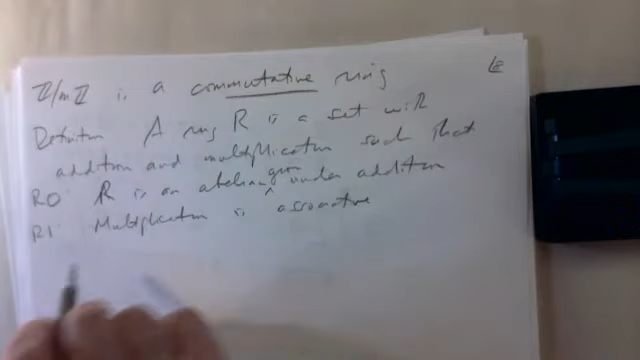 ℤ/mℤ is a commutative ring
Definition A ring R is a set with
addition and multiplication such that
R0 R is an abelian group under addition
R1 Multiplication is associative